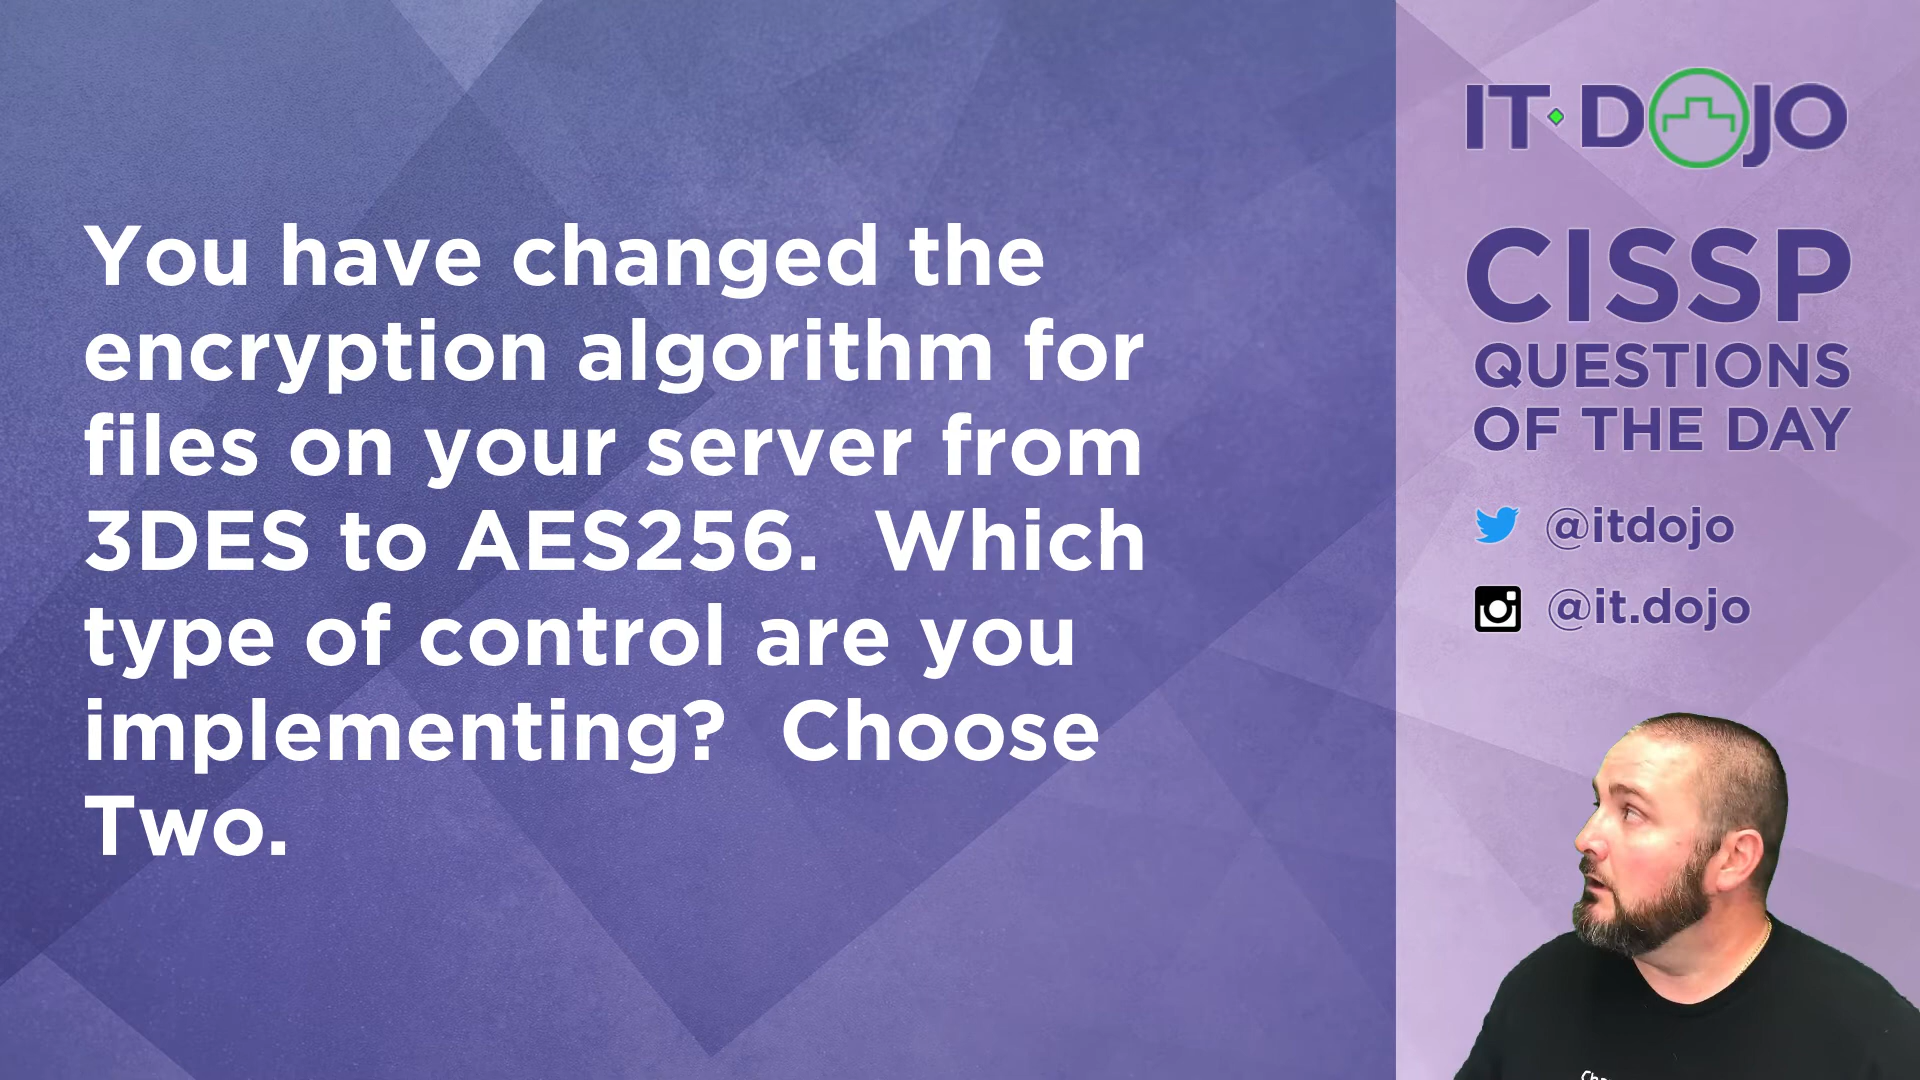 You have changed the
encryption algorithm for
files on your server from
3DES to AES256.  Which
type of control are you
implementing?  Choose
Two.
IT DOJO
CISSP
QUESTIONS
OF THE DAY
@itdojo
@it.dojo